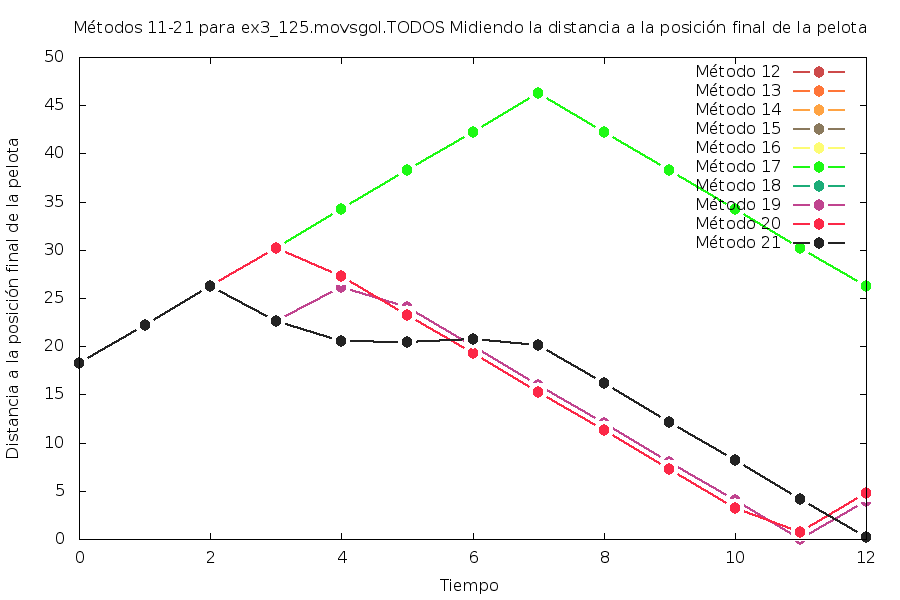 Métodos 11-21 para ex3_125.movsgol.TODOS Midiendo la distancia a la posición final de la pelota
Distancia a la posición final de la pelota
50
45
40
35
30
25
20
15
10
5
0
Método 12
Método 13
Método 14
Método 15
Método 16
Método 17
Método 18
Método 19
Método 20
Método 21
0 2 4 6 8 10 12
Tiempo